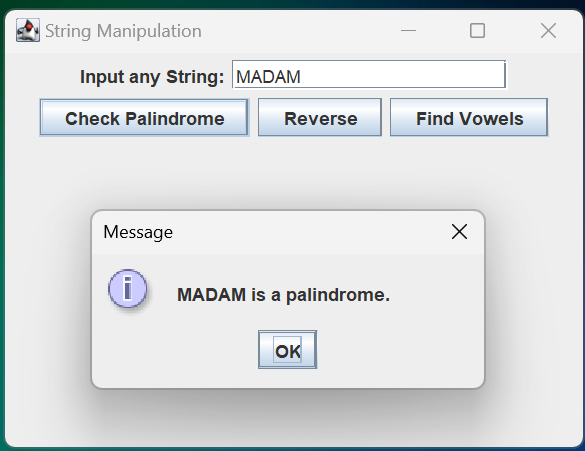 String Manipulation
Input any String: MADAM
Check Palindrome Reverse Find Vowels
Message
i MADAM is a palindrome.
OK